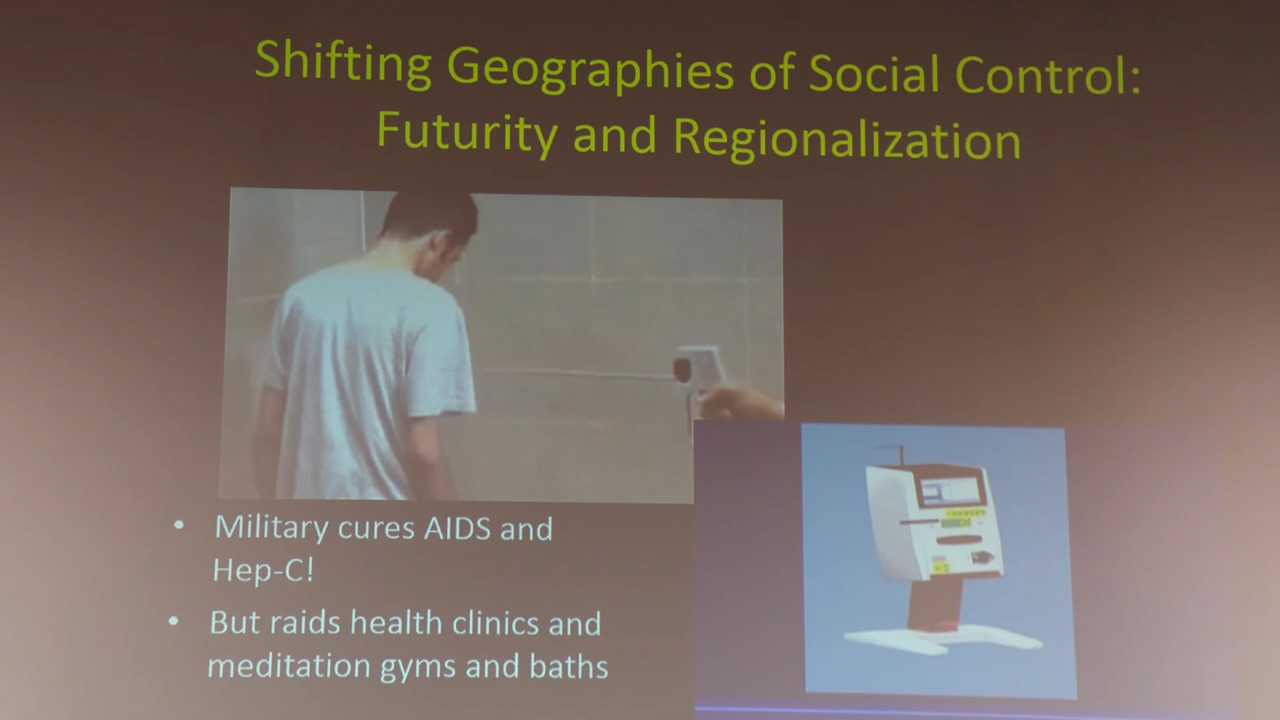 Shifting Geographies of Social Control:
Futurity and Regionalization
• Military cures AIDS and
Hep-C!
• But raids health clinics and
meditation gyms and baths